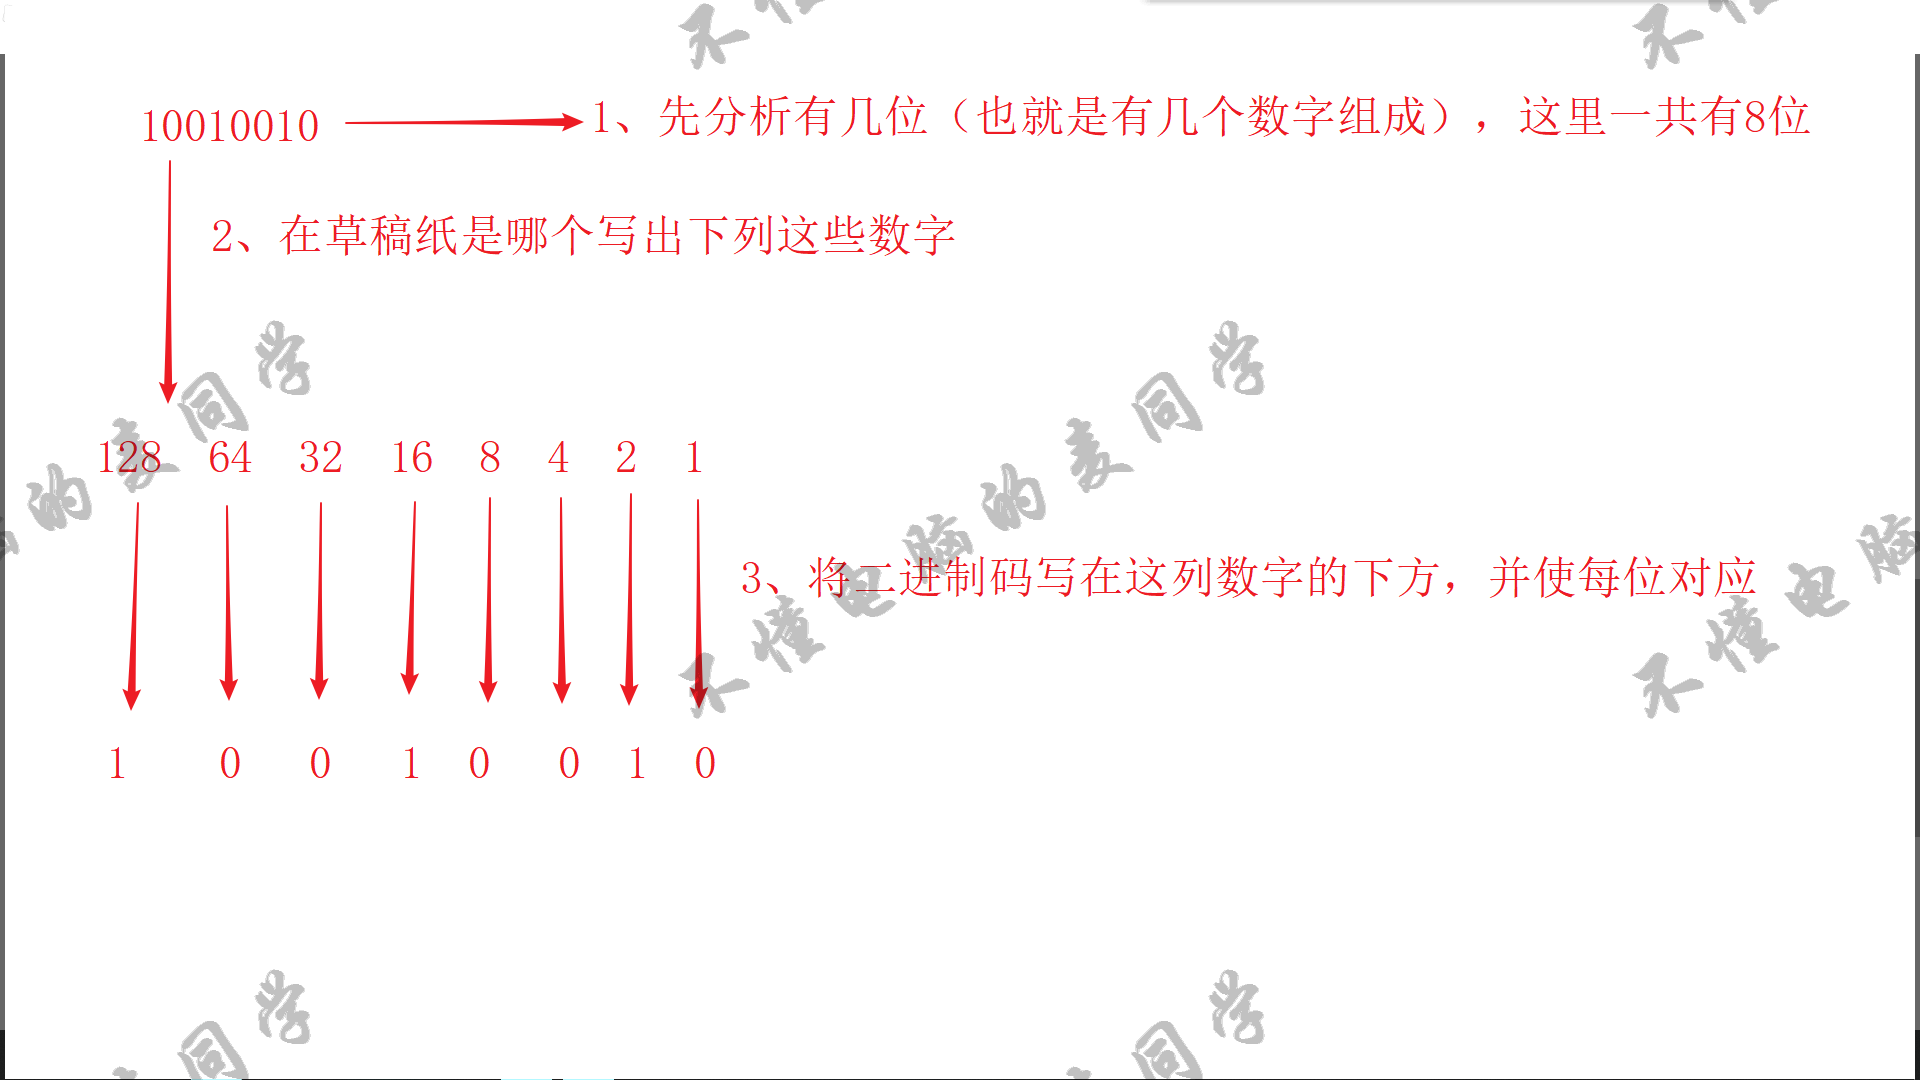 10010010
1、先分析有几位（也就是有几个数字组成），这里一共有8位
2、在草稿纸是哪个写出下列这些数字
128 64 32 16 8 4 2 1
3、将二进制码写在这列数字的下方，并使每位对应
1 0 0 1 0 0 1 0
不懂电脑的麦同学